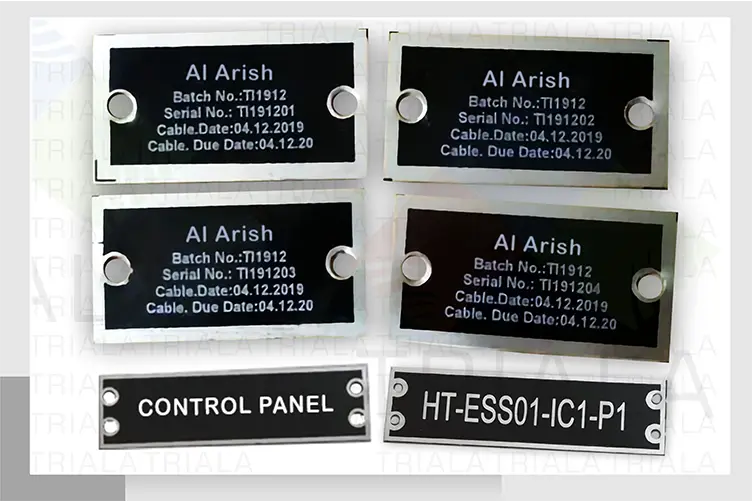 Al Arish
Batch No.:TI1912
Serial No.: TI191201
Cable.Date:04.12.2019
Cable. Due Date:04.12.20
Al Arish
Batch No.:TI1912
Serial No.: TI191202
Cable.Date:04.12.2019
Cable. Due Date:04.12.20
Al Arish
Batch No.:TI1912
Serial No.: TI191203
Cable.Date:04.12.2019
Cable. Due Date:04.12.20
Al Arish
Batch No.:TI1912
Serial No.: TI191204
Cable.Date:04.12.2019
Cable. Due Date:04.12.20
CONTROL PANEL
HT-ESS01-IC1-P1
TRIALA